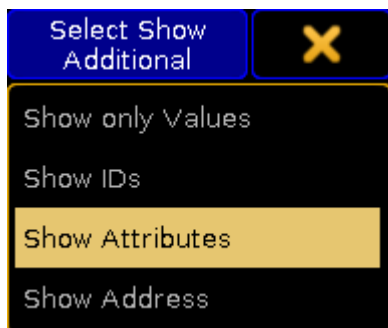 Select Show
Additional
Show only Values
Show IDs
Show Attributes
Show Address